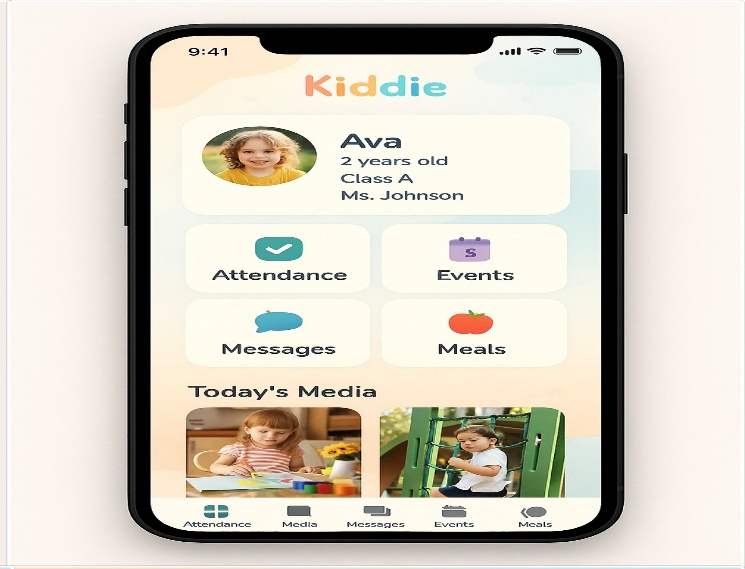 9:41
Kiddie
Ava
2 years old
Class A
Ms. Johnson
Attendance
Events
S
Messages
Meals
Today's Media
Attendance
Media
Messages
Events
Meals